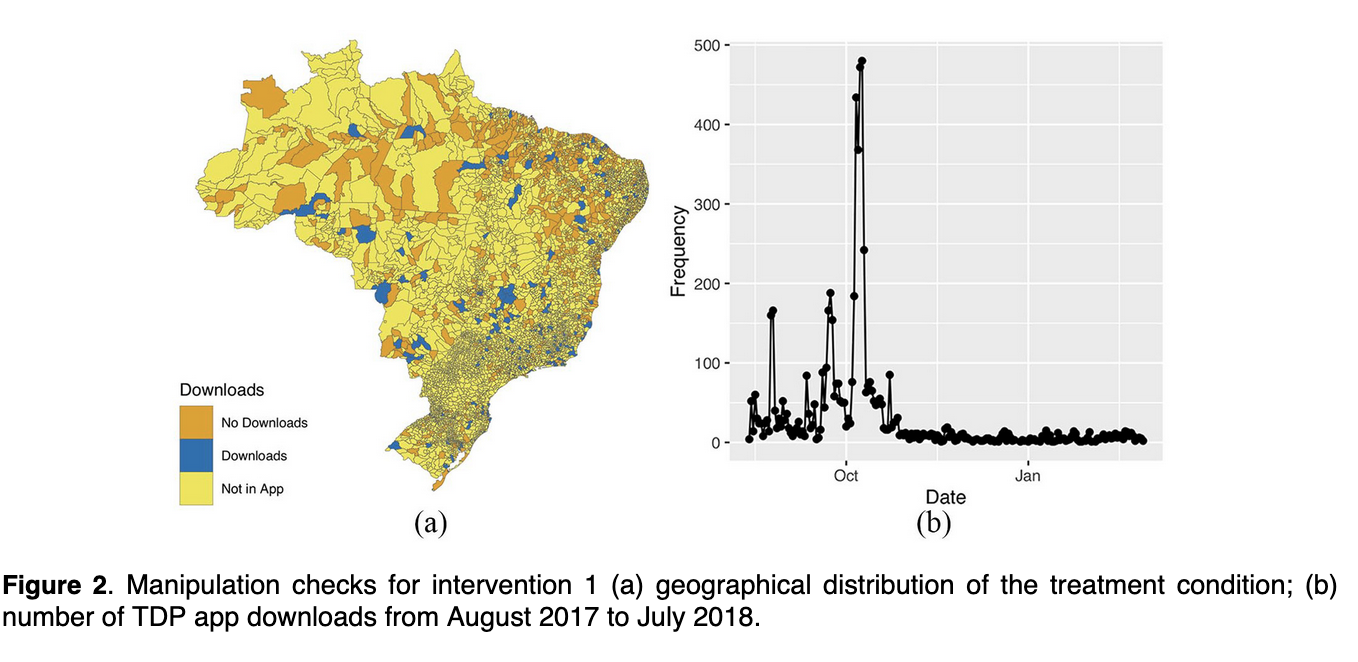 Downloads
No Downloads
Downloads
Not in App
(a)
500
400
300
200
100
0
Frequency
Oct
Jan
Date
(b)
Figure 2. Manipulation checks for intervention 1 (a) geographical distribution of the treatment condition; (b)
number of TDP app downloads from August 2017 to July 2018.